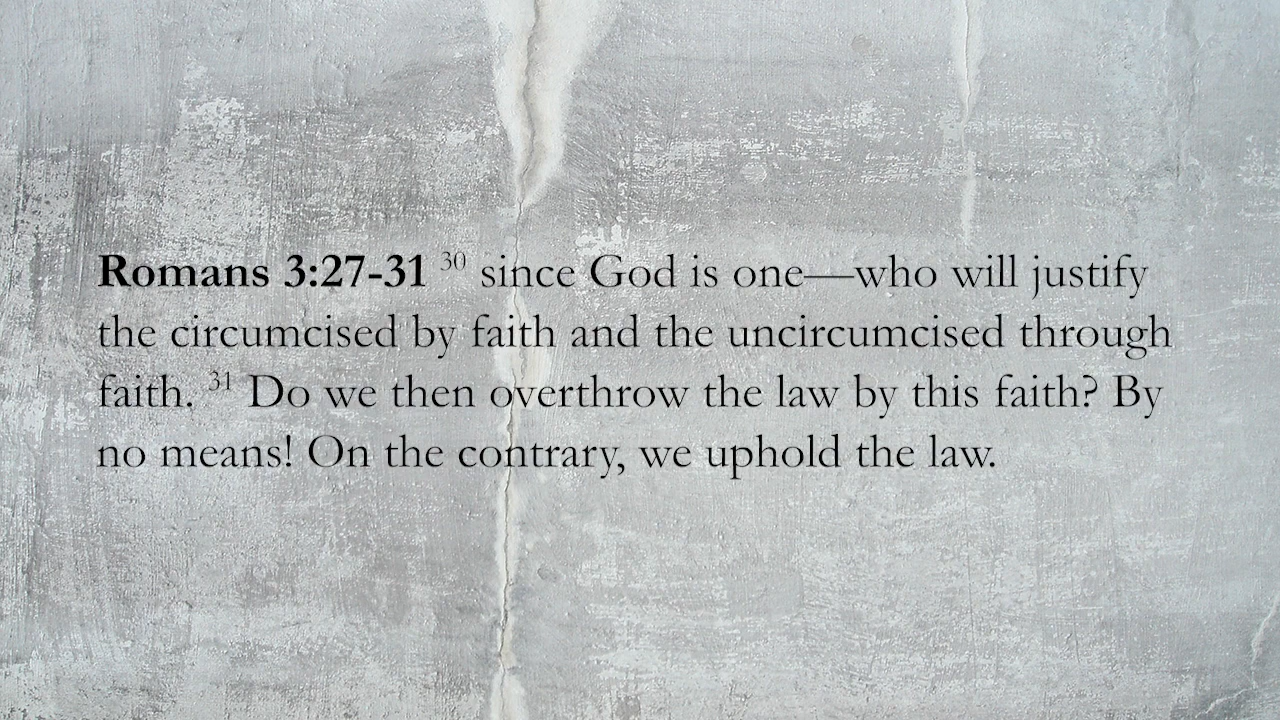 Romans 3:27-31 30 since God is one—who will justify
the circumcised by faith and the uncircumcised through
faith. 31 Do we then overthrow the law by this faith? By
no means! On the contrary, we uphold the law.